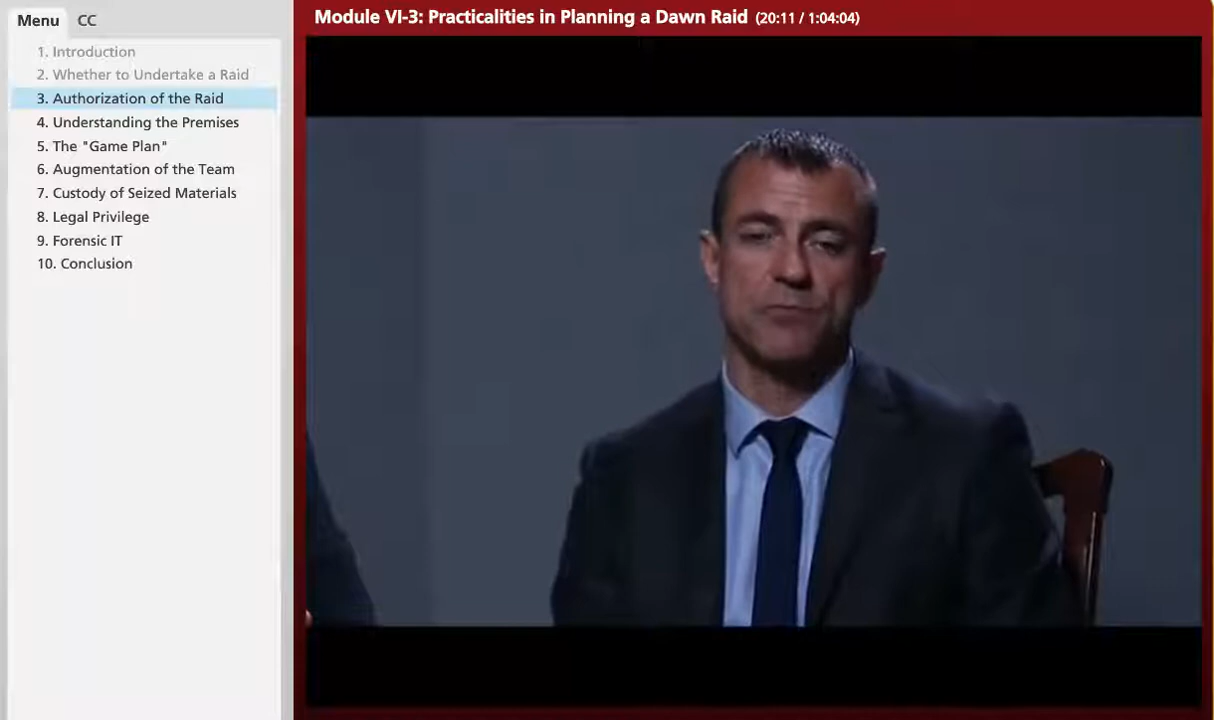 Menu CC
Module VI-3: Practicalities in Planning a Dawn Raid (20:11 / 1:04:04)
1. Introduction
2. Whether to Undertake a Raid
3. Authorization of the Raid
4. Understanding the Premises
5. The "Game Plan"
6. Augmentation of the Team
7. Custody of Seized Materials
8. Legal Privilege
9. Forensic IT
10. Conclusion